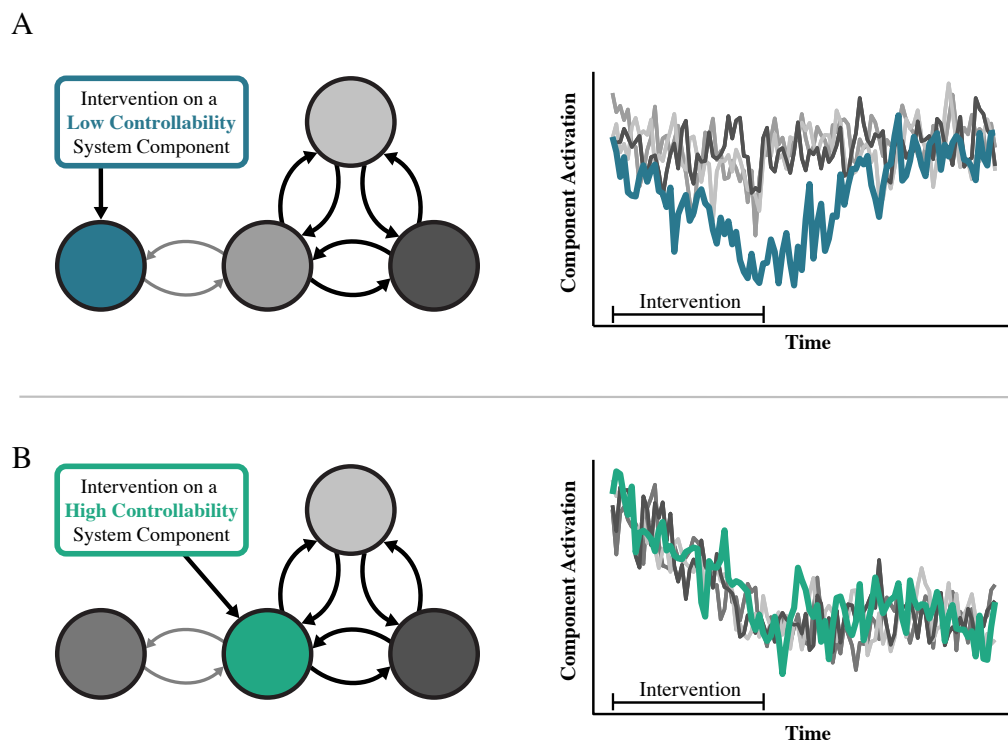 A
Intervention on a
Low Controllability
System Component
Component Activation
Intervention
Time
B
Intervention on a
High Controllability
System Component
Component Activation
Intervention
Time